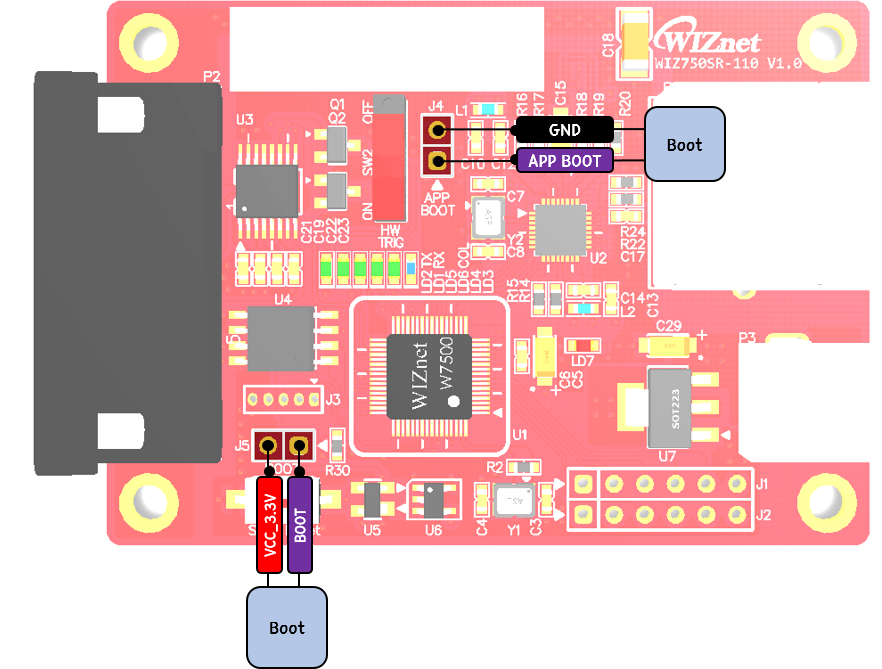 WIZnet
WIZ750SR-110 V1.0
C18
P2
OFF
J4
L1
R16
R17
C15
R18
R19
R20
U3
Q1
Q2
SW2
GND
APP BOOT
Boot
C10
C12
APP
BOOT
ON
HW
TRIG
C21
C19
C22
C23
C7
Y2
C8
U2
R24
R22
C17
LD2 TX
LD1 RX
LD5
LD6 COL
LD4
LD3
R15
R14
C14
C13
L2
U4
WIZnet
W7500
C29
P3
LD7
C6
C5
SOT223
J3
U1
U7
J5
R30
R2
J1
J2
VCC_3.3V
BOOT
U5
U6
C4
Y1
C3
Boot